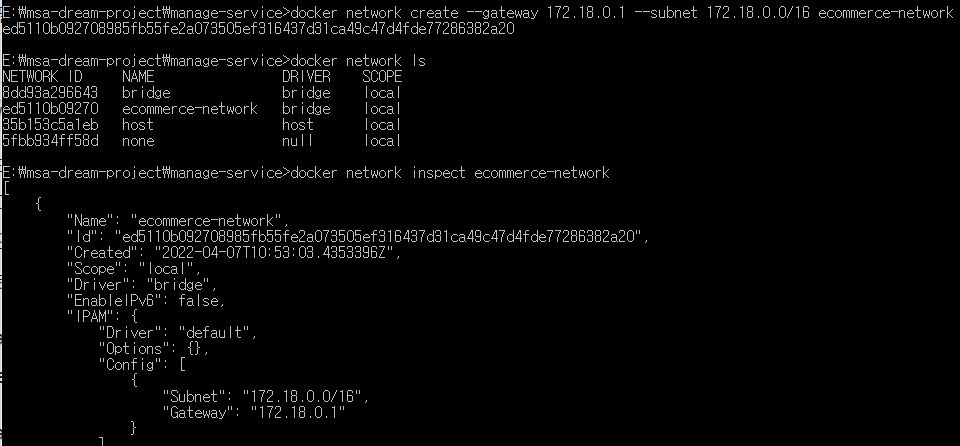 E:₩msa-dream-project₩manage-service>docker network create --gateway 172.18.0.1 --subnet 172.18.0.0/16 ecommerce-network
ed5110b092708985fb55fe2a073505ef316437d31ca49c47d4fde77286382a20
E:₩msa-dream-project₩manage-service>docker network ls
NETWORK ID     NAME                DRIVER    SCOPE
8dd93a296643   bridge              bridge    local
ed5110b09270   ecommerce-network   bridge    local
35b153c5a1eb   host                host      local
5fbb934ff58d   none                null      local
E:₩msa-dream-project₩manage-service>docker network inspect ecommerce-network
[
    {
        "Name": "ecommerce-network",
        "Id": "ed5110b092708985fb55fe2a073505ef316437d31ca49c47d4fde77286382a20",
        "Created": "2022-04-07T10:53:03.4353396Z",
        "Scope": "local",
        "Driver": "bridge",
        "EnableIPv6": false,
        "IPAM": {
            "Driver": "default",
            "Options": {},
            "Config": [
                {
                    "Subnet": "172.18.0.0/16",
                    "Gateway": "172.18.0.1"
                }
            ]